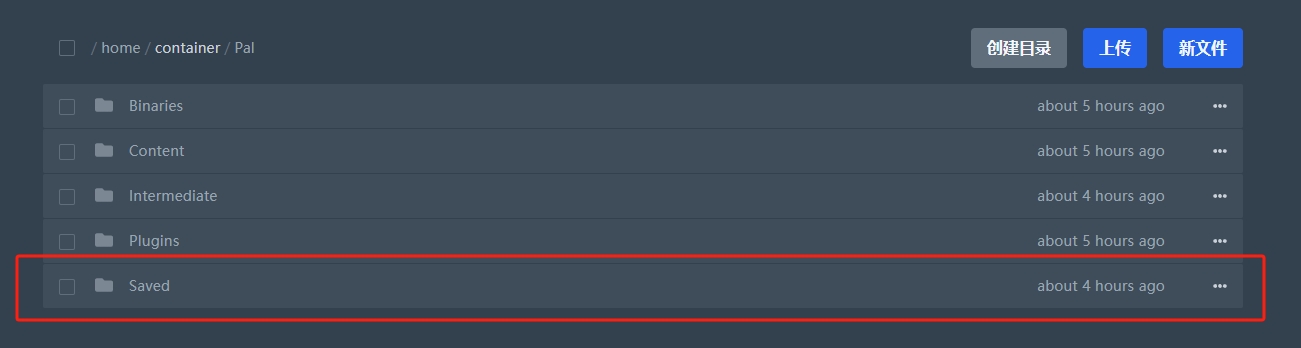 / home / container / Pal 创建目录 上传 新文件
Binaries about 5 hours ago
Content about 5 hours ago
Intermediate about 4 hours ago
Plugins about 5 hours ago
Saved about 4 hours ago